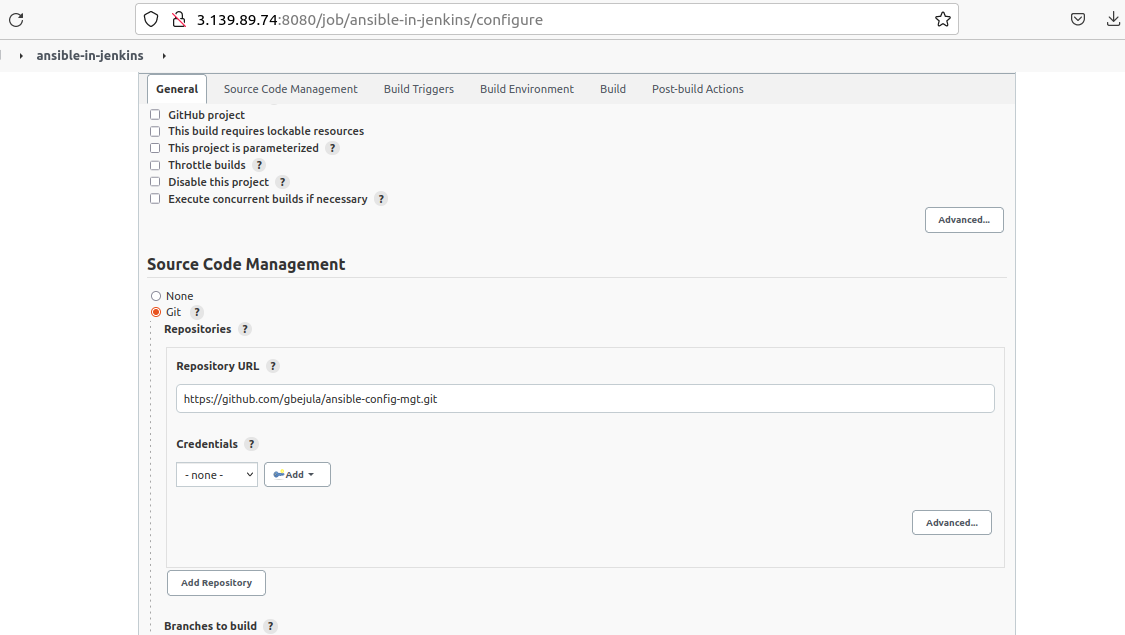 3.139.89.74:8080/job/ansible-in-jenkins/configure
ansible-in-jenkins
General Source Code Management Build Triggers Build Environment Build Post-build Actions
GitHub project
This build requires lockable resources
This project is parameterized ?
Throttle builds ?
Disable this project ?
Execute concurrent builds if necessary ?
Advanced...
Source Code Management
None
Git ?
Repositories ?
Repository URL ?
https://github.com/gbejula/ansible-config-mgt.git
Credentials ?
- none - Add
Advanced...
Add Repository
Branches to build ?